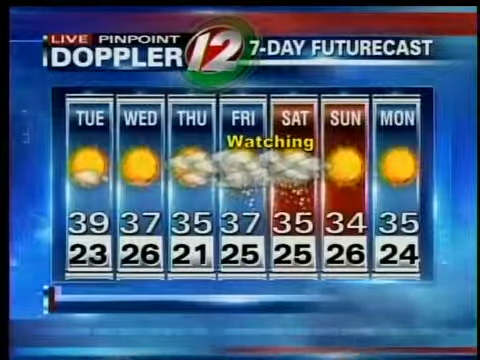 LIVE PINPOINT
DOPPLER 12 7-DAY FUTURECAST
TUE WED THU FRI SAT SUN MON
Watching
39 37 35 37 35 34 35
23 26 21 25 25 26 24